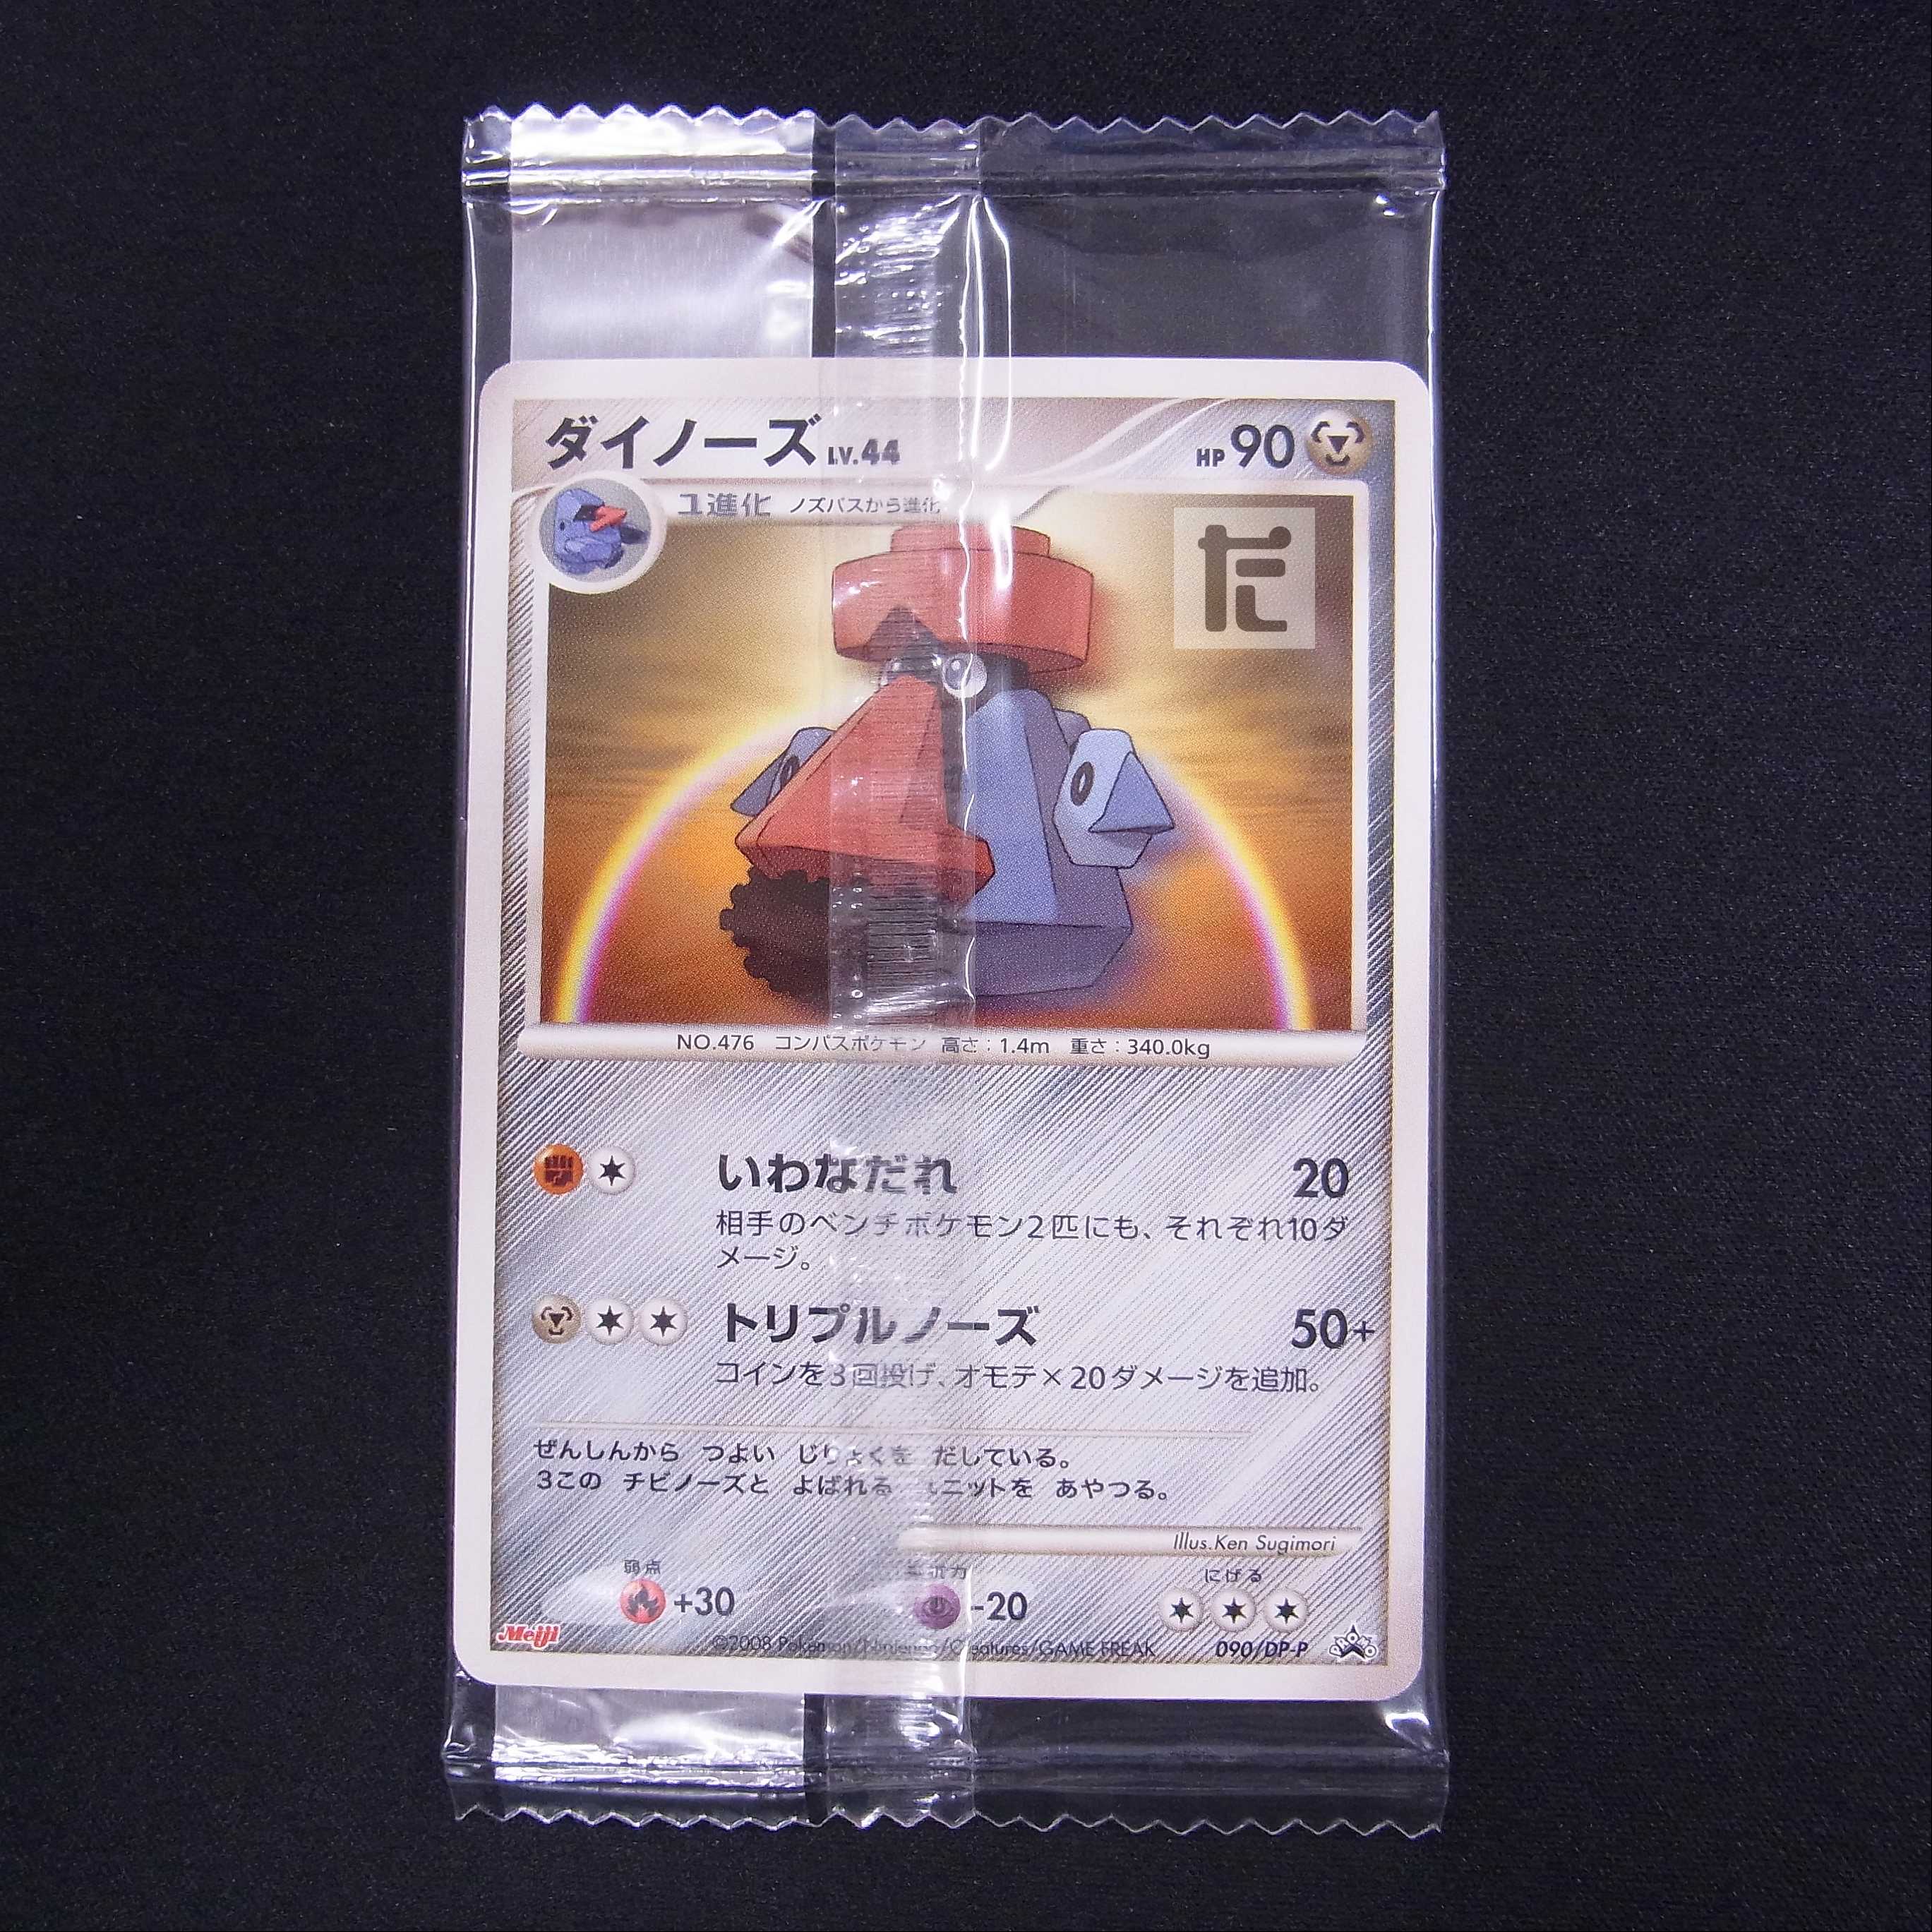 ダイノーズ LV.44 HP90
1進化 ノズパスから進化
だ
NO.476 コンパスポケモン 高さ:1.4m 重さ:340.0kg
いわなだれ 20
相手のベンチポケモン2匹にも、それぞれ10ダ
メージ。
トリプルノーズ 50+
コインを3回投げ、オモテ×20ダメージを追加。
ぜんしんから つよい じりょくを だしている。
3この チビノーズと よばれる ユニットを あやつる。
Illus.Ken Sugimori
弱点 抵抗力 にげる
+30 -20
Meiji ©2008 Pokémon/Nintendo/Creatures/GAME FREAK 090/DP-P PROMO